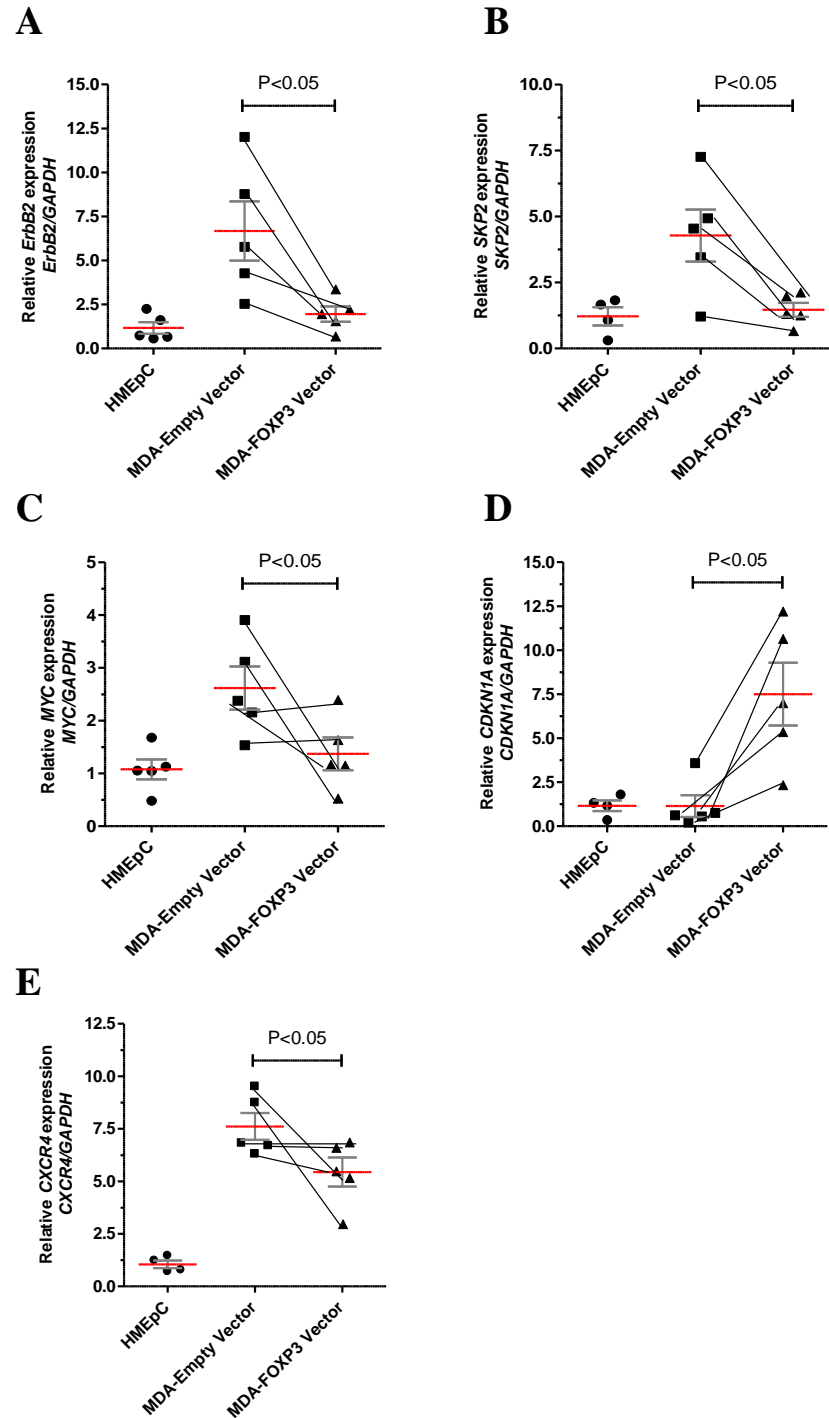 A
Relative ErbB2 expression
ErbB2/GAPDH
15.0
12.5
10.0
7.5
5.0
2.5
0.0
P<0.05
HMEpC
MDA-Empty Vector
MDA-FOXP3 Vector
B
Relative SKP2 expression
SKP2/GAPDH
10.0
7.5
5.0
2.5
0.0
P<0.05
HMEpC
MDA-Empty Vector
MDA-FOXP3 Vector
C
Relative MYC expression
MYC/GAPDH
5
4
3
2
1
0
P<0.05
HMEpC
MDA-Empty Vector
MDA-FOXP3 Vector
D
Relative CDKN1A expression
CDKN1A/GAPDH
15.0
12.5
10.0
7.5
5.0
2.5
0.0
P<0.05
HMEpC
MDA-Empty Vector
MDA-FOXP3 Vector
E
Relative CXCR4 expression
CXCR4/GAPDH
12.5
10.0
7.5
5.0
2.5
0.0
P<0.05
HMEpC
MDA-Empty Vector
MDA-FOXP3 Vector